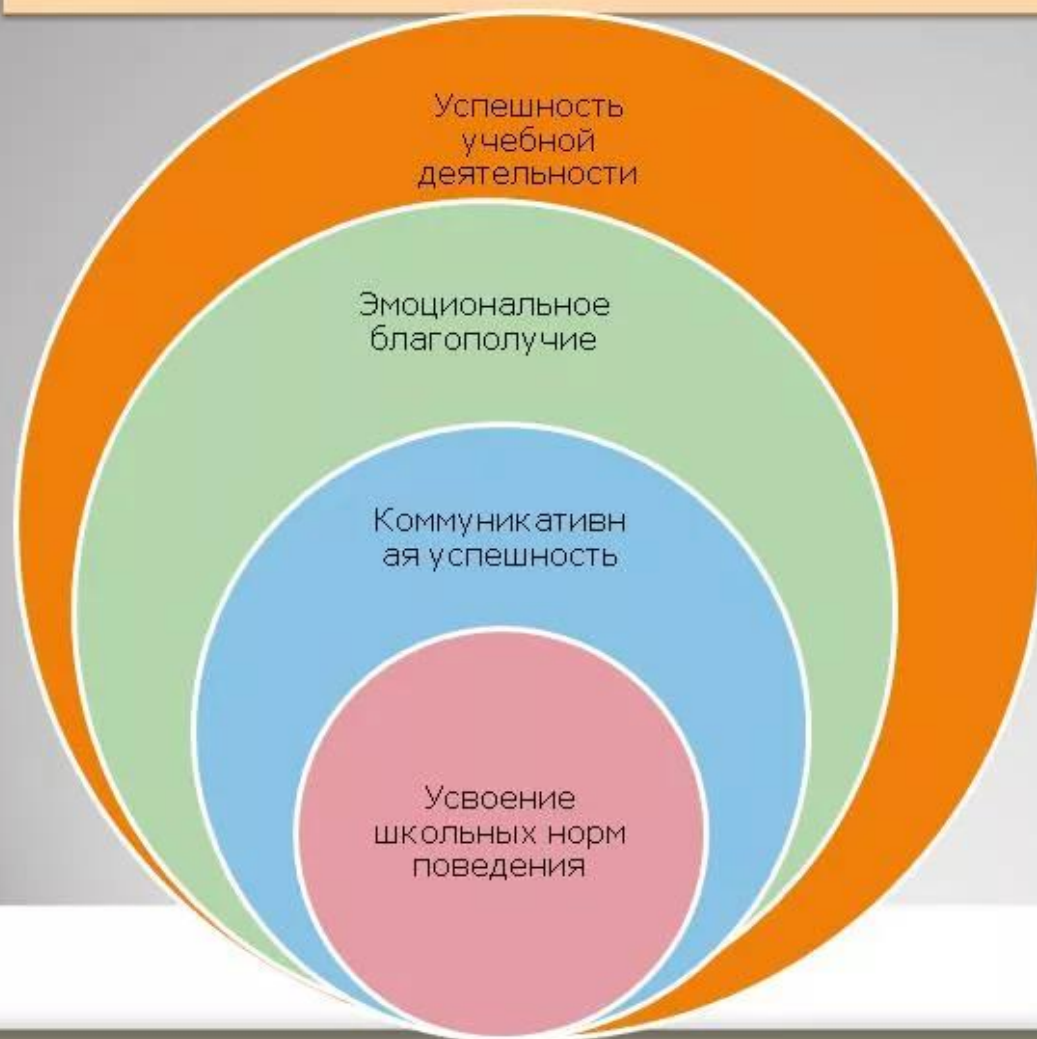 Успешность
учебной
деятельности
Эмоциональное
благополучие
Коммуникативн
ая успешность
Усвоение
школьных норм
поведения